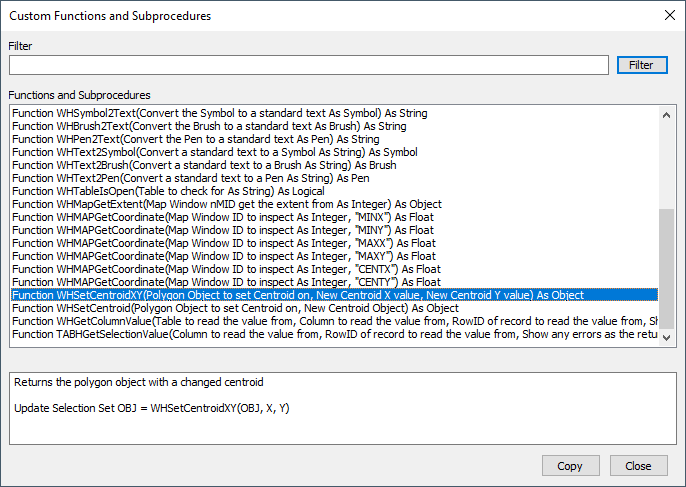 Custom Functions and Subprocedures
Filter
Filter
Functions and Subprocedures
Function WHSymbol2Text(Convert the Symbol to a standard text As Symbol) As String
Function WHBrush2Text(Convert the Brush to a standard text As Brush) As String
Function WHPen2Text(Convert the Pen to a standard text As Pen) As String
Function WHText2Symbol(Convert a standard text to a Symbol As String) As Symbol
Function WHText2Brush(Convert a standard text to a Brush As String) As Brush
Function WHText2Pen(Convert a standard text to a Pen As String) As Pen
Function WHTableIsOpen(Table to check for As String) As Logical
Function WHMapGetExtent(Map Window nMID get the extent from As Integer) As Object
Function WHMAPGetCoordinate(Map Window ID to inspect As Integer, "MINX") As Float
Function WHMAPGetCoordinate(Map Window ID to inspect As Integer, "MINY") As Float
Function WHMAPGetCoordinate(Map Window ID to inspect As Integer, "MAXX") As Float
Function WHMAPGetCoordinate(Map Window ID to inspect As Integer, "MAXY") As Float
Function WHMAPGetCoordinate(Map Window ID to inspect As Integer, "CENTX") As Float
Function WHMAPGetCoordinate(Map Window ID to inspect As Integer, "CENTY") As Float
Function WHSetCentroidXY(Polygon Object to set Centroid on, New Centroid X value, New Centroid Y value) As Object
Function WHSetCentroid(Polygon Object to set Centroid on, New Centroid Object) As Object
Function WHGetColumnValue(Table to read the value from, Column to read the value from, RowID of record to read the value from, Sh
Function TABHGetSelectionValue(Column to read the value from, RowID of record to read the value from, Show any errors as the retu
Returns the polygon object with a changed centroid
Update Selection Set OBJ = WHSetCentroidXY(OBJ, X, Y)
Copy
Close